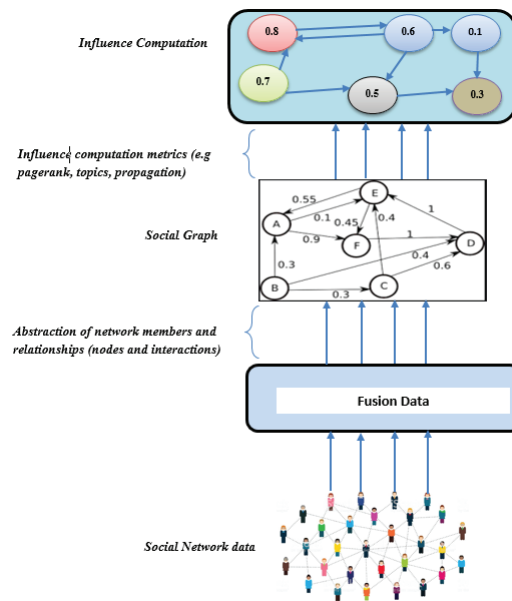 Influence Computation
0.8
0.6
0.1
0.7
0.5
0.3
Influence computation metrics (e.g
pagerank, topics, propagation)
Social Graph
E
0.55
A
0.1
0.45
0.4
1
0.9
F
1
D
0.3
0.4
0.6
B
0.3
C
Abstraction of network members and
relationships (nodes and interactions)
Fusion Data
Social Network data